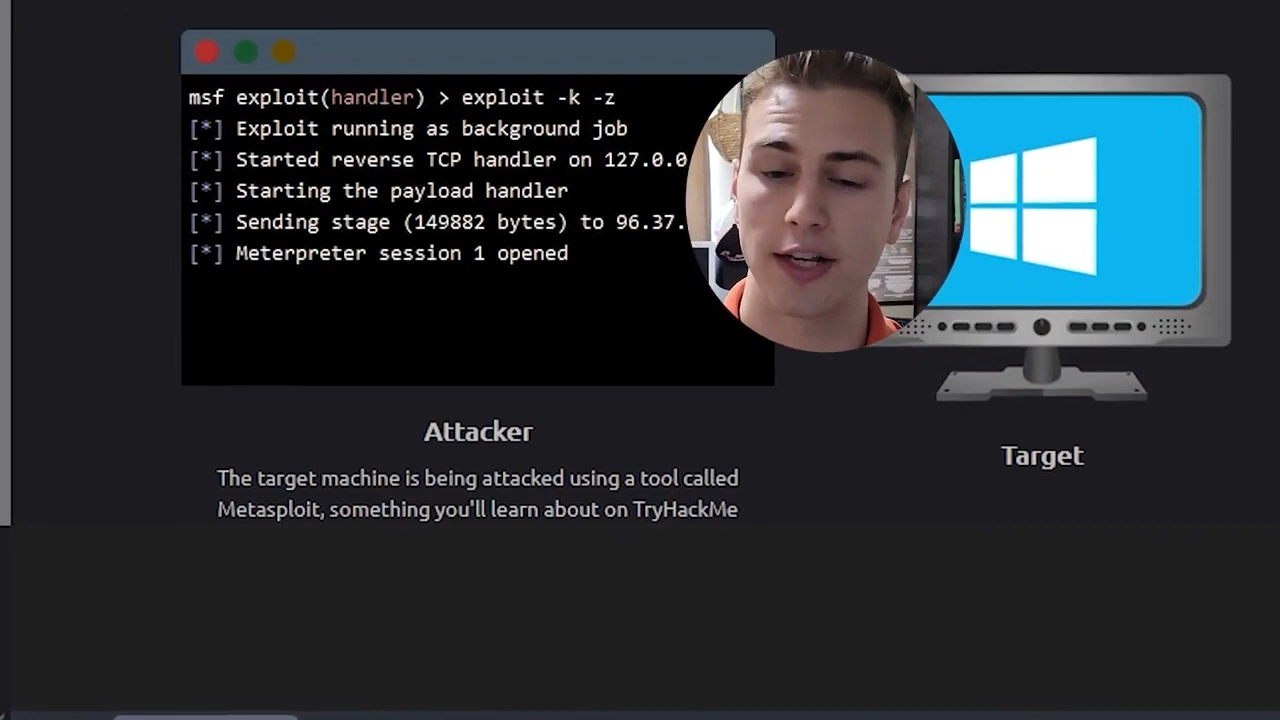 msf exploit(handler) > exploit -k -z
[*] Exploit running as background job
[*] Started reverse TCP handler on 127.0.0
[*] Starting the payload handler
[*] Sending stage (149882 bytes) to 96.37.
[*] Meterpreter session 1 opened
Attacker
Target
The target machine is being attacked using a tool called
Metasploit, something you'll learn about on TryHackMe